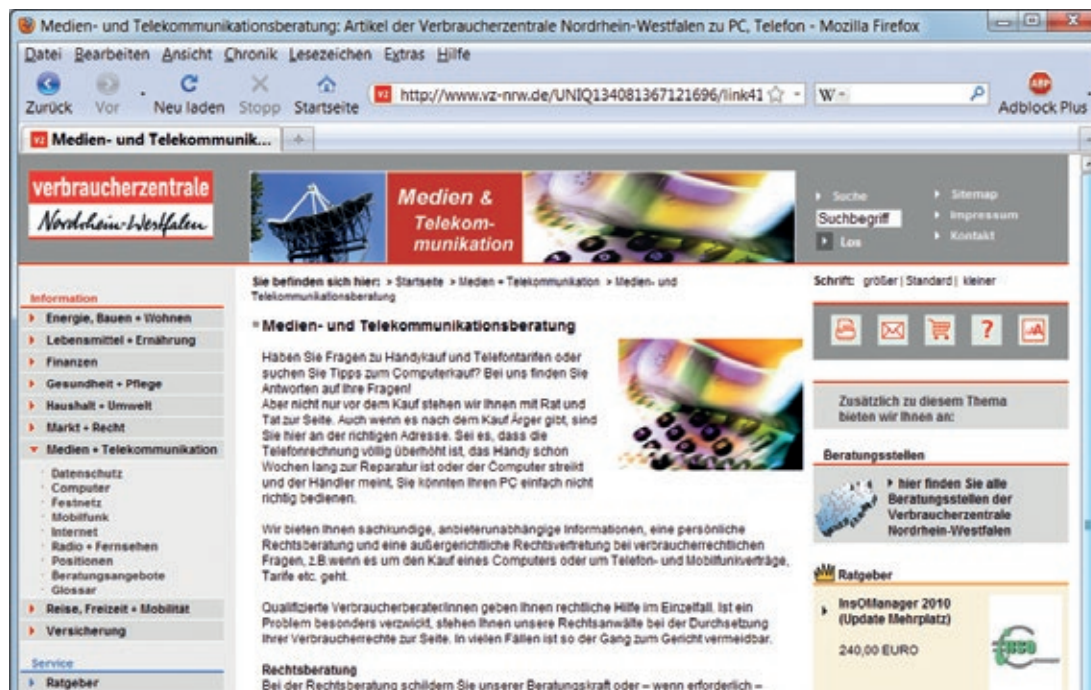 Medien- und Telekommunikationsberatung: Artikel der Verbraucherzentrale Nordrhein-Westfalen zu PC, Telefon - Mozilla Firefox
Datei Bearbeiten Ansicht Chronik Lesezeichen Extras Hilfe
Zurück Vor Neu laden Stopp Startseite
http://www.vz-nrw.de/UNIQ134081367121696/link41
W
ABP
Adblock Plus
vz Medien- und Telekommunik...
verbraucherzentrale
Nordrhein-Westfalen
Medien &
Telekom-
munikation
Suche
Suchbegriff
Los
Sitemap
Impressum
Kontakt
Information
Energie, Bauen + Wohnen
Lebensmittel + Ernährung
Finanzen
Gesundheit + Pflege
Haushalt + Umwelt
Markt + Recht
Medien + Telekommunikation
Datenschutz
Computer
Festnetz
Mobilfunk
Internet
Radio + Fernsehen
Positionen
Beratungsangebote
Glossar
Reise, Freizeit + Mobilität
Versicherung
Service
Ratgeber
Sie befinden sich hier: » Startseite » Medien + Telekommunikation » Medien- und
Telekommunikationsberatung
Medien- und Telekommunikationsberatung
Haben Sie Fragen zu Handykauf und Telefontarifen oder
suchen Sie Tipps zum Computerkauf? Bei uns finden Sie
Antworten auf Ihre Fragen!
Aber nicht nur vor dem Kauf stehen wir Ihnen mit Rat und
Tat zur Seite. Auch wenn es nach dem Kauf Ärger gibt, sind
Sie hier an der richtigen Adresse. Sei es, dass die
Telefonrechnung völlig überhöht ist, das Handy schon
Wochen lang zur Reparatur ist oder der Computer streikt
und der Händler meint, Sie könnten Ihren PC einfach nicht
richtig bedienen.
Wir bieten Ihnen sachkundige, anbieterunabhängige Informationen, eine persönliche
Rechtsberatung und eine außergerichtliche Rechtsvertretung bei verbraucherrechtlichen
Fragen, z.B wenn es um den Kauf eines Computers oder um Telefon- und Mobilfunkverträge,
Tarife etc. geht.
Qualifizierte VerbraucherberaterInnen geben Ihnen rechtliche Hilfe im Einzelfall. Ist ein
Problem besonders verzwickt, stehen Ihnen unsere Rechtsanwälte bei der Durchsetzung
Ihrer Verbraucherrechte zur Seite. In vielen Fällen ist so der Gang zum Gericht vermeidbar.
Rechtsberatung
Bei der Rechtsberatung schildern Sie unserer Beratungskraft oder – wenn erforderlich –
Schrift: größer | Standard | kleiner
?
Zusätzlich zu diesem Thema
bieten wir Ihnen an:
Beratungsstellen
hier finden Sie alle
Beratungsstellen der
Verbraucherzentrale
Nordrhein-Westfalen
Ratgeber
InsOManager 2010
(Update Mehrplatz)
240,00 EURO